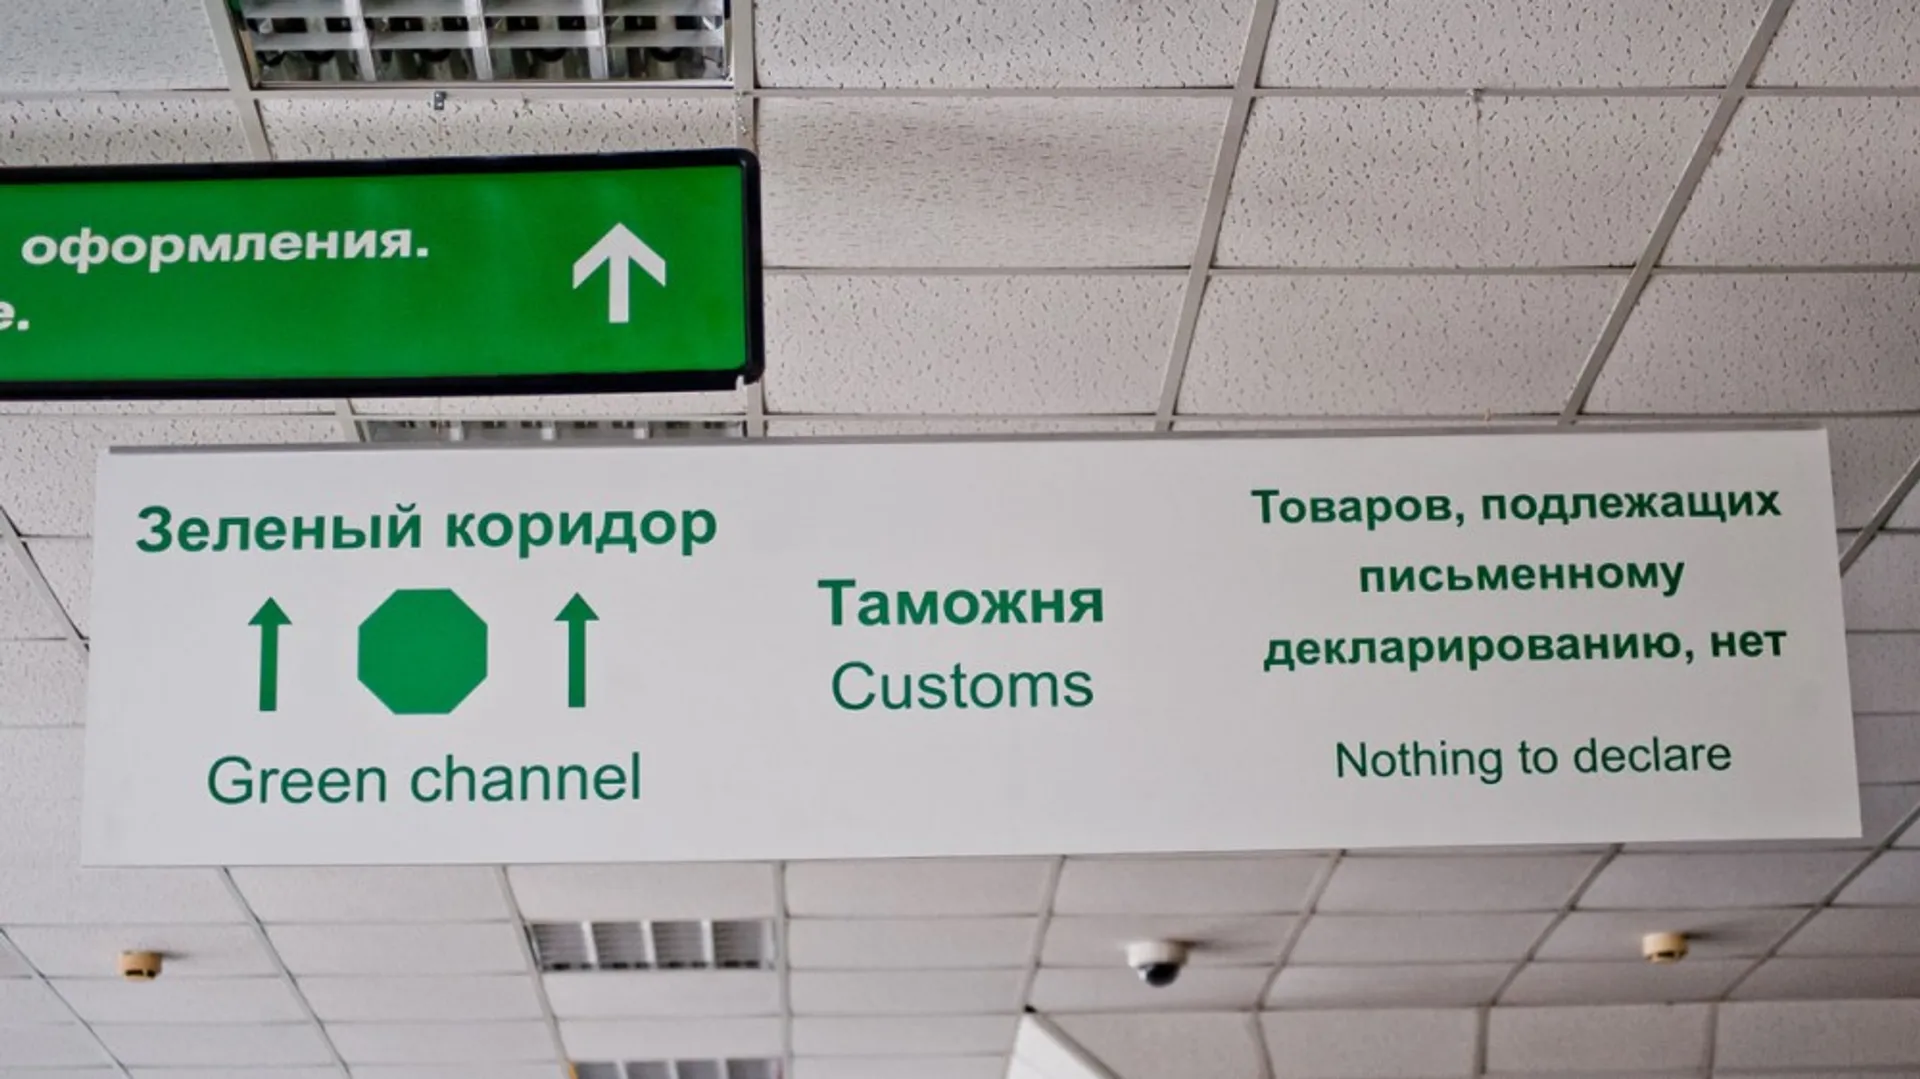 оформления.
Зеленый коридор
Green channel
Таможня
Customs
Товаров, подлежащих
письменному
декларированию, нет
Nothing to declare